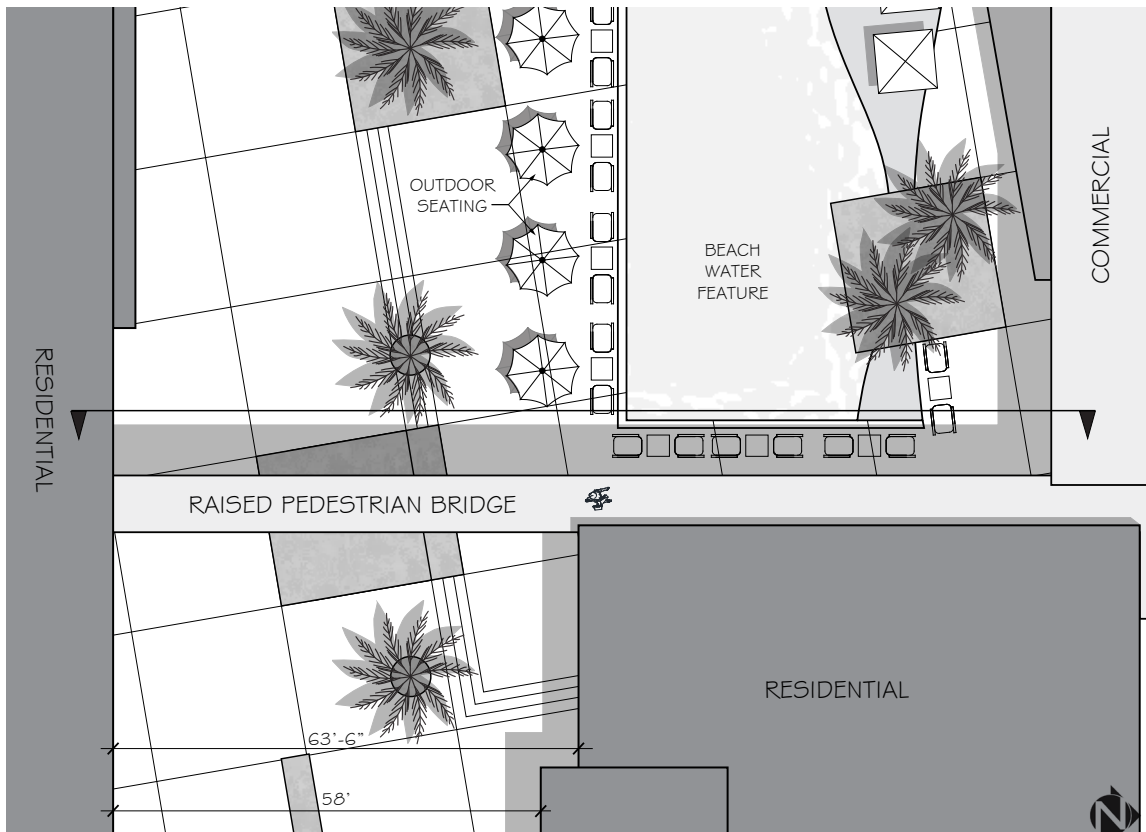 OUTDOOR
SEATING
BEACH
WATER
FEATURE
COMMERCIAL
RESIDENTIAL
RAISED PEDESTRIAN BRIDGE
RESIDENTIAL
63'-6"
58'
N